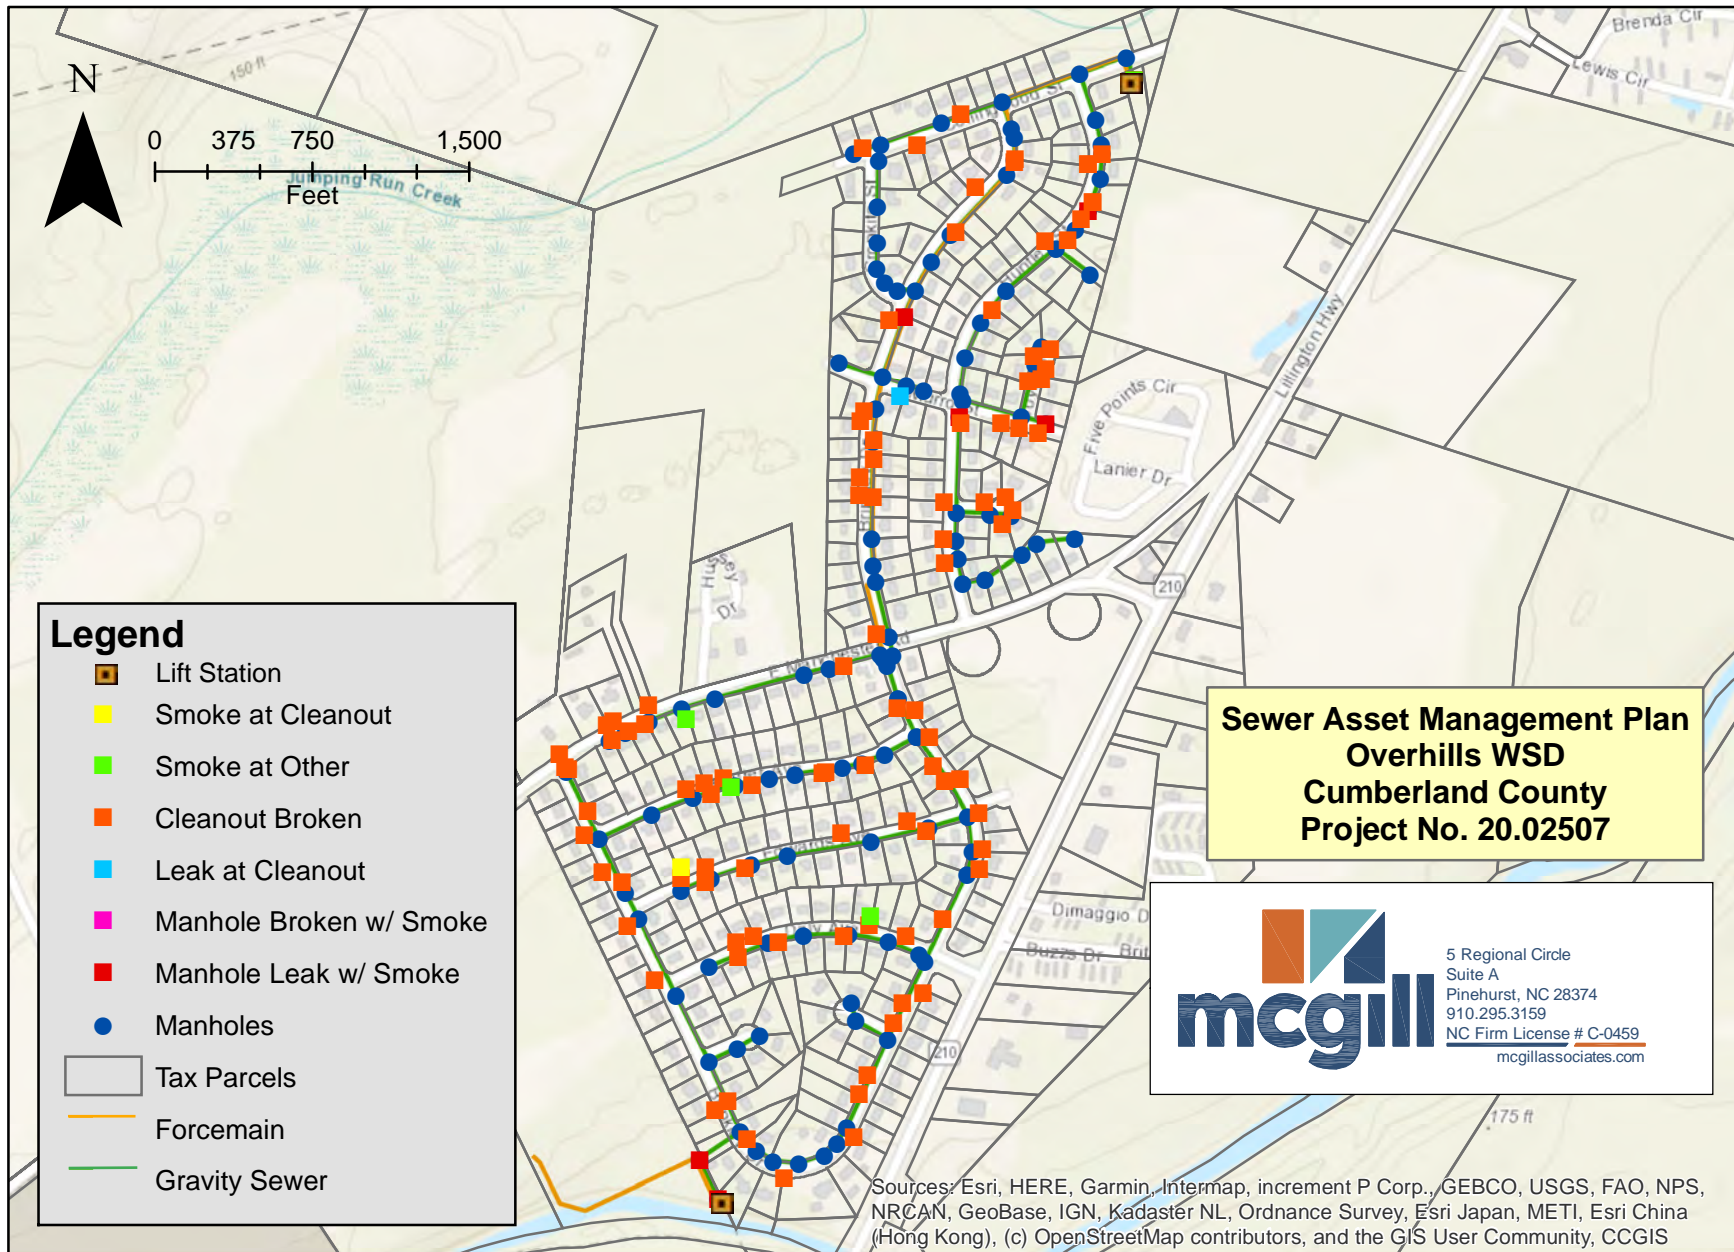 Brenda Cir
Lewis Cir
150 ft
N
0 375 750 1,500
Feet
Jumping Run Creek
Lillington Hwy
Five Points Cir
Lanier Dr
210
Dr
Legend
Lift Station
Smoke at Cleanout
Smoke at Other
Cleanout Broken
Leak at Cleanout
Manhole Broken w/ Smoke
Manhole Leak w/ Smoke
Manholes
Tax Parcels
Forcemain
Gravity Sewer
Sewer Asset Management Plan
Overhills WSD
Cumberland County
Project No. 20.02507
Dimaggio D
Buzzs Dr
Brit
210
mcgill
5 Regional Circle
Suite A
Pinehurst, NC 28374
910.295.3159
NC Firm License # C-0459
mcgillassociates.com
175 ft
Sources: Esri, HERE, Garmin, Intermap, increment P Corp., GEBCO, USGS, FAO, NPS,
NRCAN, GeoBase, IGN, Kadaster NL, Ordnance Survey, Esri Japan, METI, Esri China
(Hong Kong), (c) OpenStreetMap contributors, and the GIS User Community, CCGIS